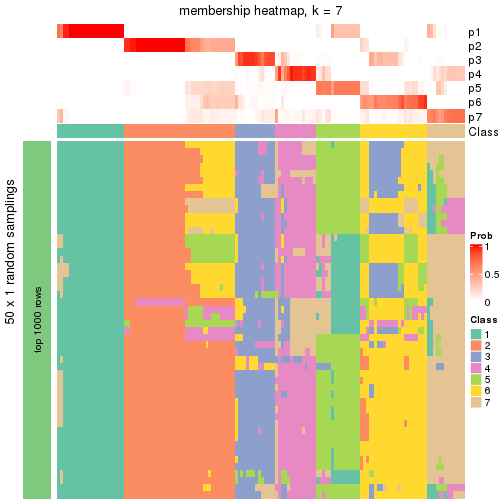 membership heatmap, k = 7
p1
p2
p3
p4
p5
p6
p7
Class
50 x 1 random samplings
top 1000 rows
Prob
1
0.5
0
Class
1
2
3
4
5
6
7